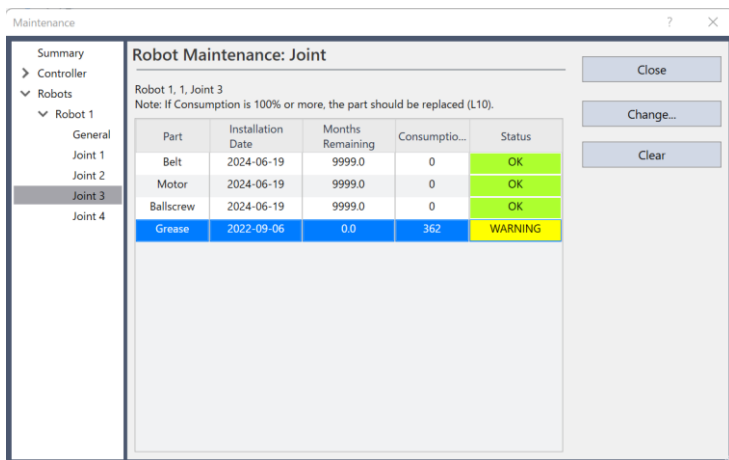 Maintenance
?
Summary
Controller
Robots
Robot 1
General
Joint 1
Joint 2
Joint 3
Joint 4
Robot Maintenance: Joint
Robot 1, 1, Joint 3
Note: If Consumption is 100% or more, the part should be replaced (L10).
Part Installation Date Months Remaining Consumptio... Status
Belt 2024-06-19 9999.0 0 OK
Motor 2024-06-19 9999.0 0 OK
Ballscrew 2024-06-19 9999.0 0 OK
Grease 2022-09-06 0.0 362 WARNING
Close
Change...
Clear